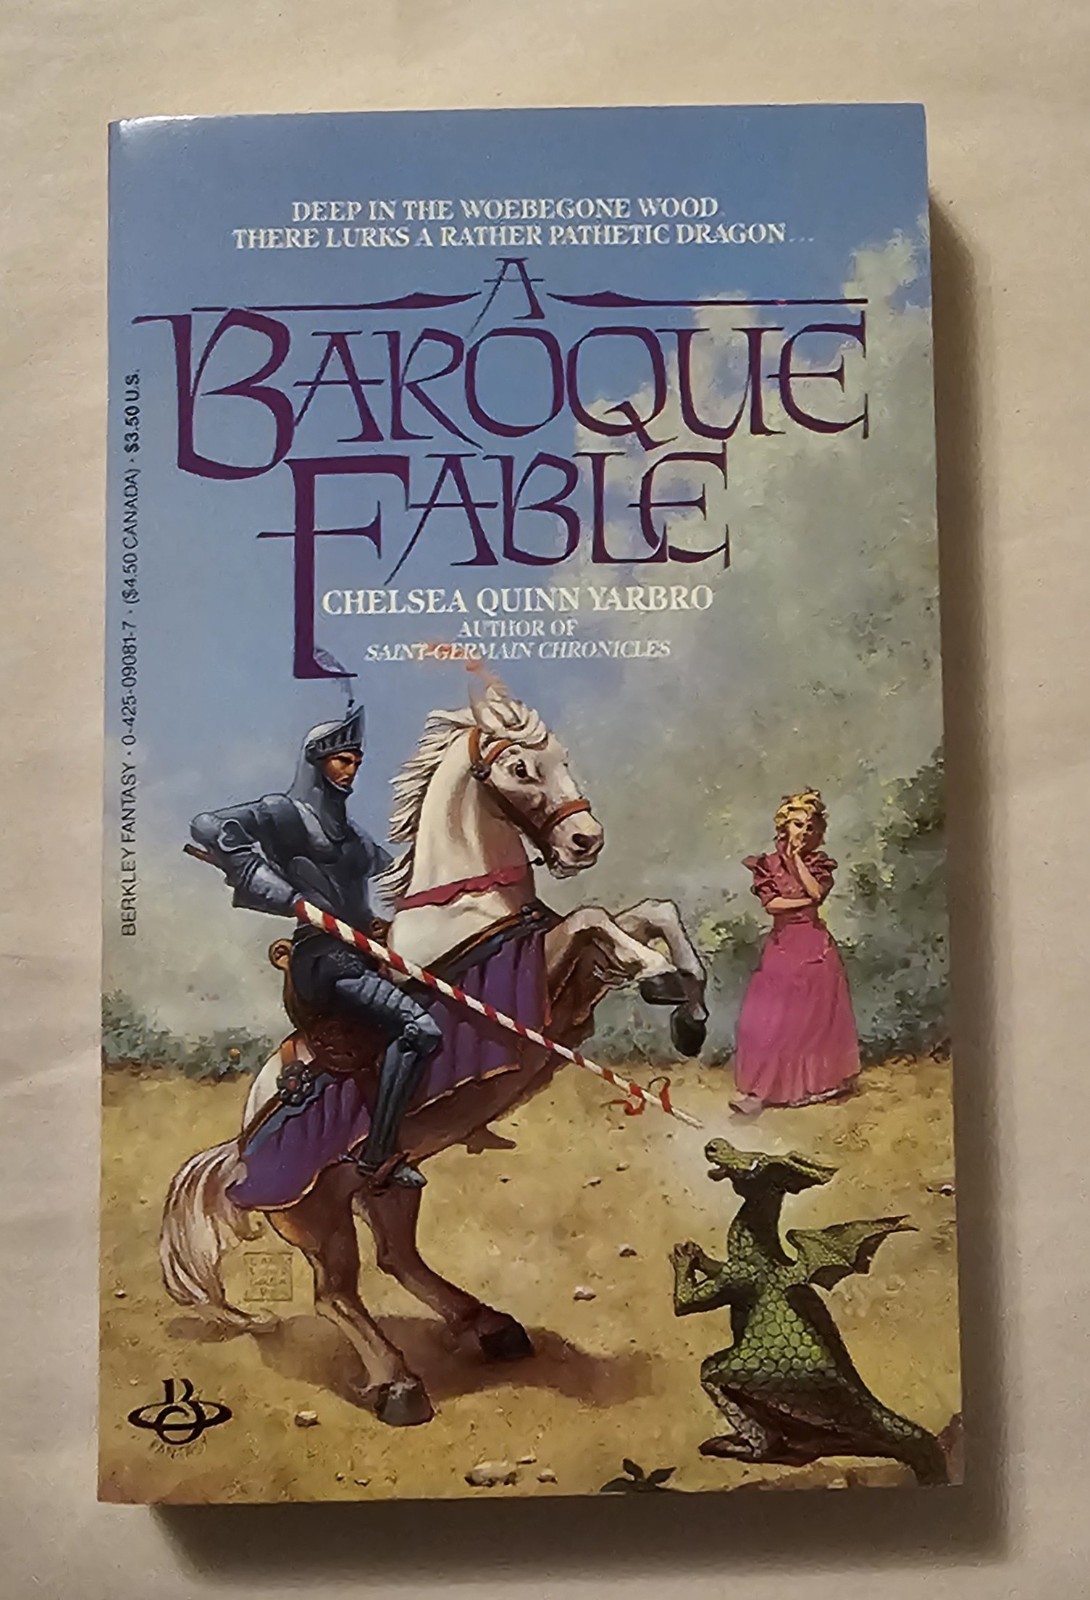 DEEP IN THE WOEBEGONE WOOD
THERE LURKS A RATHER PATHETIC DRAGON...
A
BAROQUE
FABLE
CHELSEA QUINN YARBRO
AUTHOR OF
SAINT-GERMAIN CHRONICLES
BERKLEY FANTASY · 0-425-09081-7 · ($4.50 CANADA) · $3.50 U.S.
B
FANTASY